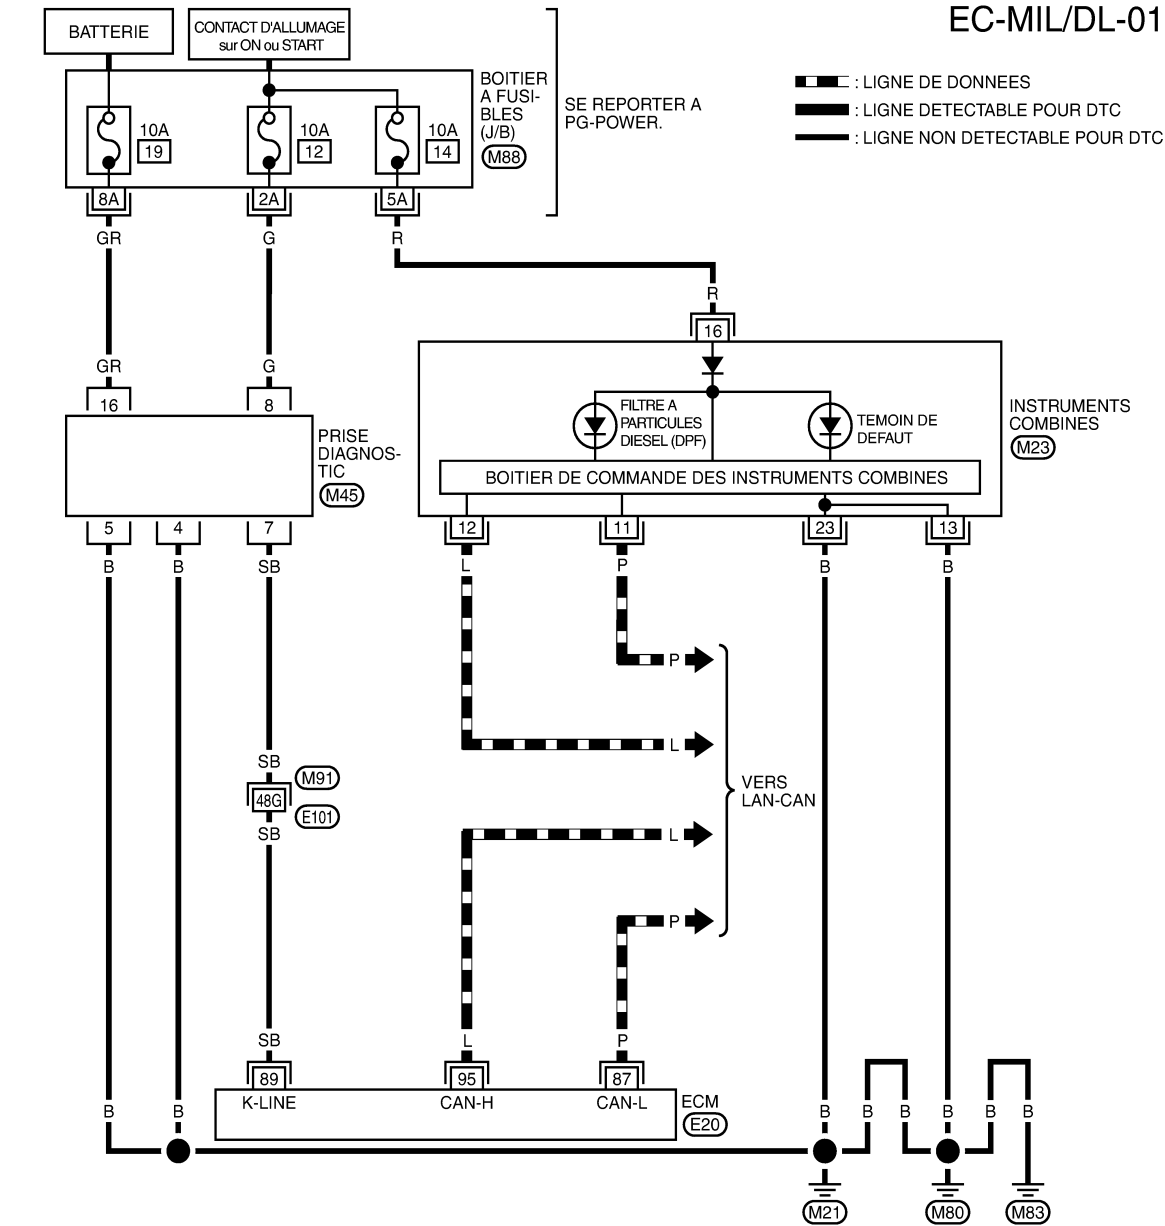 EC-MIL/DL-01
BATTERIE
CONTACT D'ALLUMAGE
sur ON ou START
BOITIER
A FUSI-
BLES
(J/B)
M88
SE REPORTER A
PG-POWER.
: LIGNE DE DONNEES
: LIGNE DETECTABLE POUR DTC
: LIGNE NON DETECTABLE POUR DTC
10A
19
10A
12
10A
14
8A
2A
5A
GR
G
R
R
16
GR
G
16
8
PRISE
DIAGNOS-
TIC
M45
FILTRE A
PARTICULES
DIESEL (DPF)
TEMOIN DE
DEFAUT
INSTRUMENTS
COMBINES
M23
BOITIER DE COMMANDE DES INSTRUMENTS COMBINES
5
4
7
12
11
23
13
B
B
SB
L
P
B
B
P
L
SB
M91
48G
E101
SB
VERS
LAN-CAN
L
P
SB
L
P
89
95
87
K-LINE
CAN-H
CAN-L
ECM
E20
B
B
B
B
B
B
B
B
M21
M80
M83